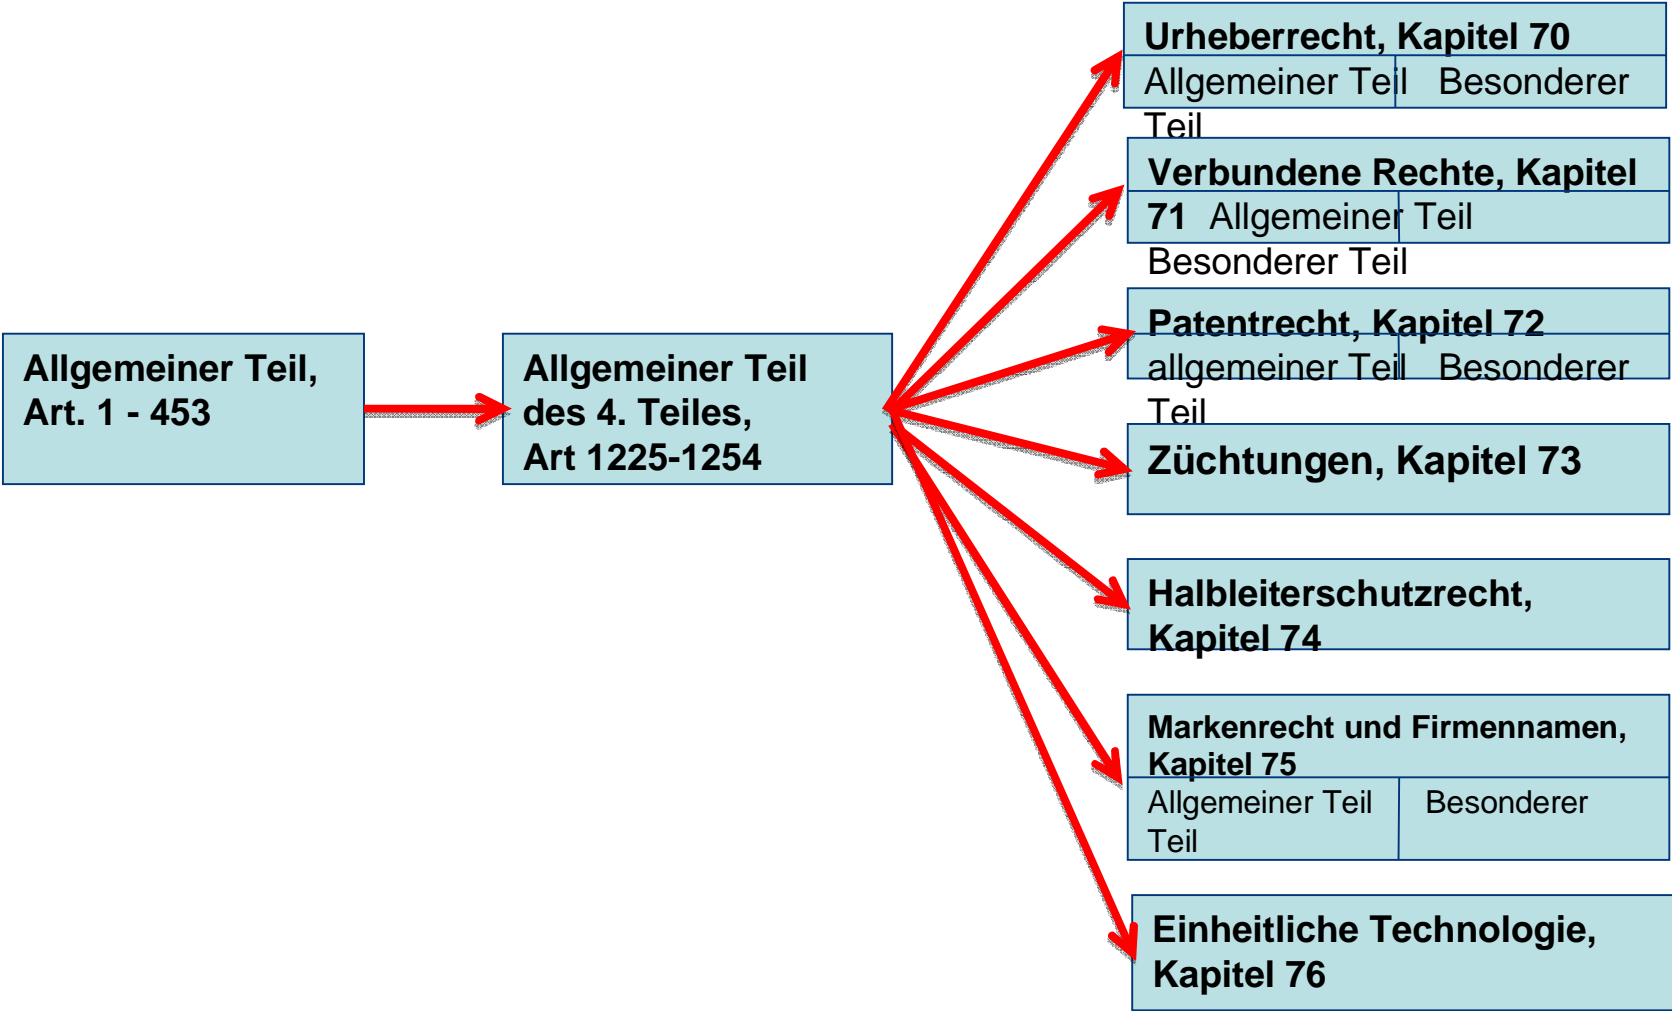 Allgemeiner Teil,
Art. 1 - 453
Allgemeiner Teil
des 4. Teiles,
Art 1225-1254
Urheberrecht, Kapitel 70
Allgemeiner Teil Besonderer
Teil
Verbundene Rechte, Kapitel
71 Allgemeiner Teil
Besonderer Teil
Patentrecht, Kapitel 72
allgemeiner Teil Besonderer
Teil
Züchtungen, Kapitel 73
Halbleiterschutzrecht,
Kapitel 74
Markenrecht und Firmennamen,
Kapitel 75
Allgemeiner Teil Besonderer
Teil
Einheitliche Technologie,
Kapitel 76